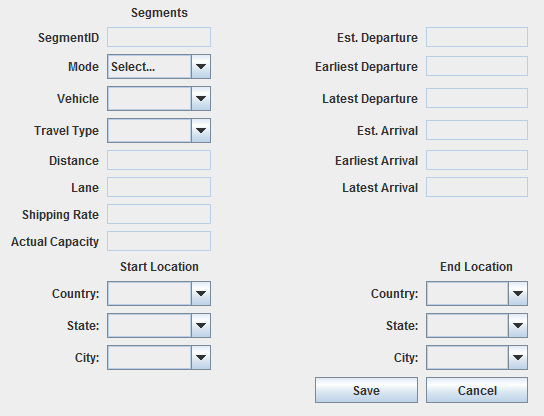 Segments
SegmentID
Est. Departure
Mode Select...
Earliest Departure
Vehicle
Latest Departure
Travel Type
Est. Arrival
Distance
Earliest Arrival
Lane
Latest Arrival
Shipping Rate
Actual Capacity
Start Location
End Location
Country:
Country:
State:
State:
City:
City:
Save
Cancel